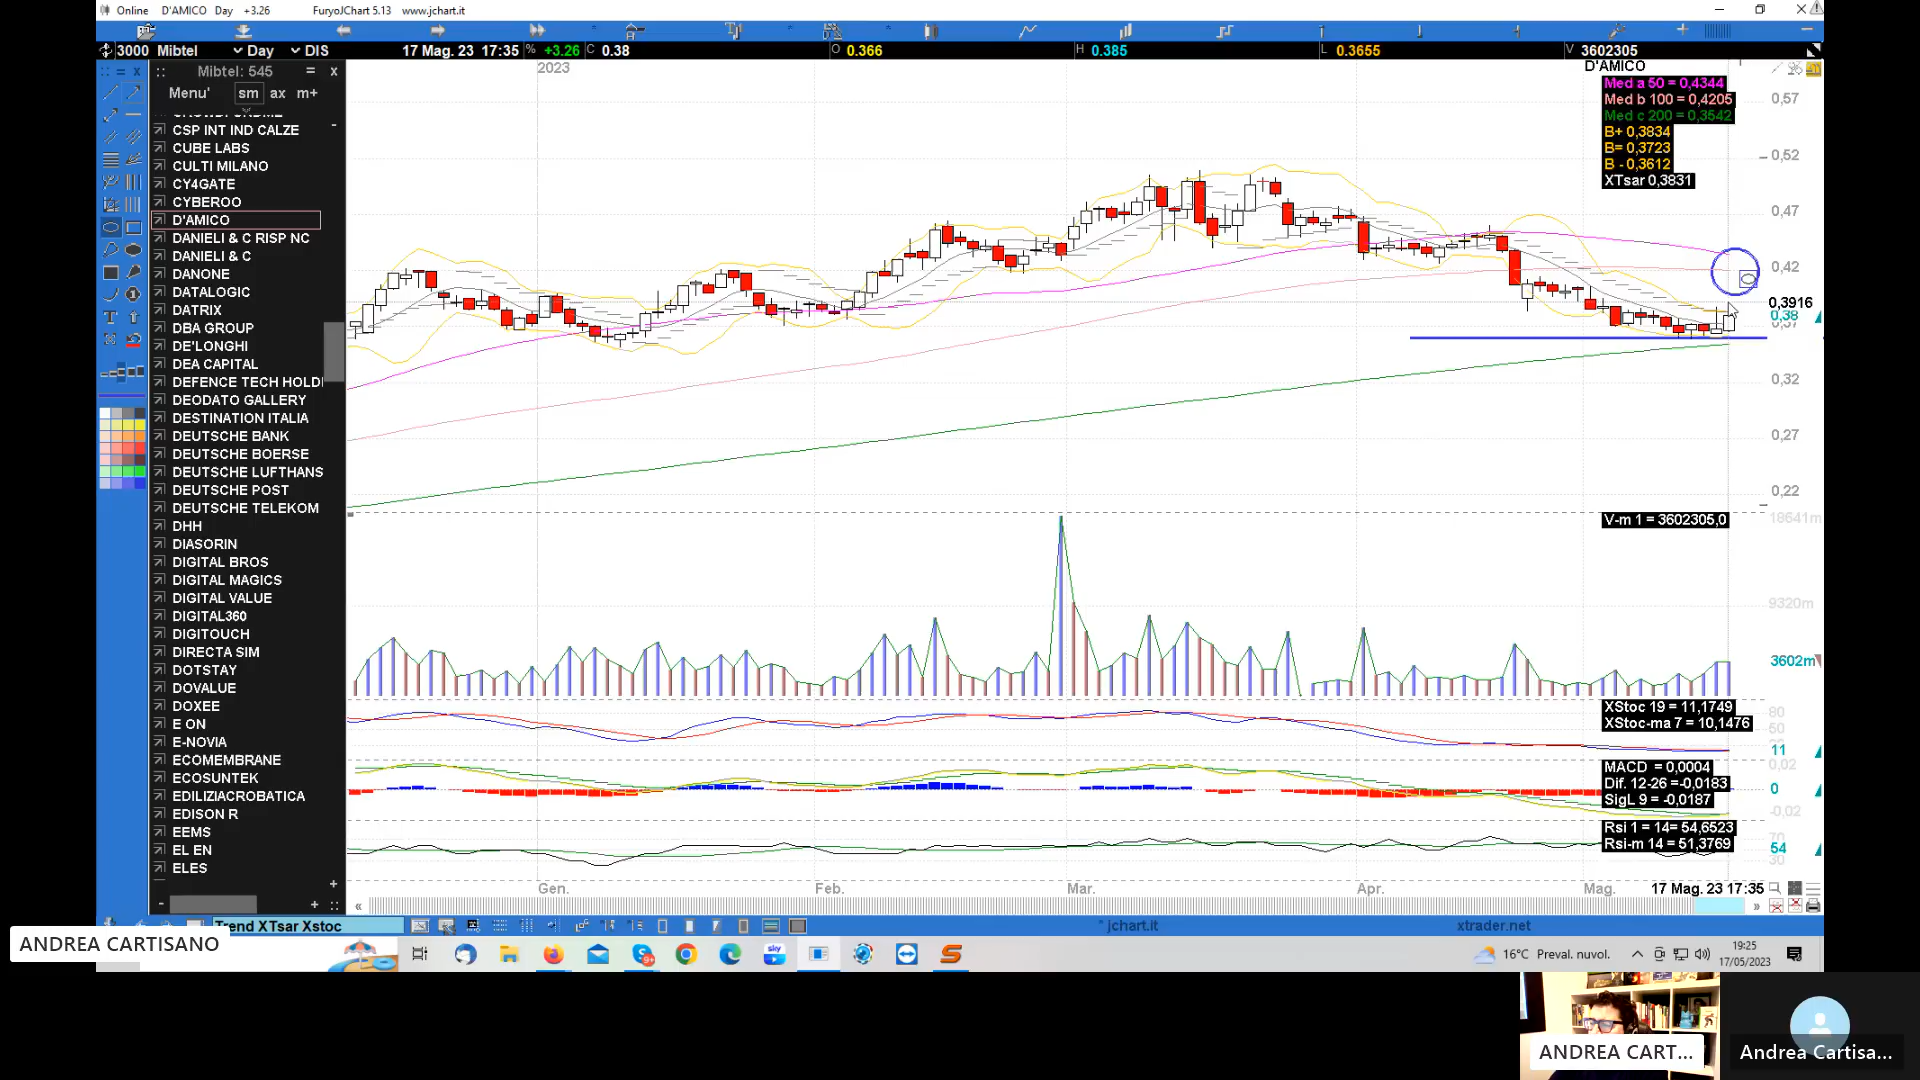 Online D'AMICO Day +3.26 FuryoJChart 5.13 www.jchart.it
3000 Mibtel Day DIS 17 Mag. 23 17:35 % +3.26 C 0.38 O 0.366 H 0.385 L 0.3655 V 3602305
Mibtel: 545 = x
Menu' sm ax m+
CSP INT IND CALZE
CUBE LABS
CULTI MILANO
CY4GATE
CYBEROO
D'AMICO
DANIELI & C RISP NC
DANIELI & C
DANONE
DATALOGIC
DATRIX
DBA GROUP
DE'LONGHI
DEA CAPITAL
DEFENCE TECH HOLDI
DEODATO GALLERY
DESTINATION ITALIA
DEUTSCHE BANK
DEUTSCHE BOERSE
DEUTSCHE LUFTHANS
DEUTSCHE POST
DEUTSCHE TELEKOM
DHH
DIASORIN
DIGITAL BROS
DIGITAL MAGICS
DIGITAL VALUE
DIGITAL360
DIGITOUCH
DIRECTA SIM
DOTSTAY
DOVALUE
DOXEE
E ON
E-NOVIA
ECOMEMBRANE
ECOSUNTEK
EDILIZIACROBATICA
EDISON R
EEMS
EL EN
ELES
2023
D'AMICO
Med a 50 = 0,4344
Med b 100 = 0,4205
Med c 200 = 0,3542
B+ 0,3834
B= 0,3723
B - 0,3612
XTsar 0,3831
0,57
0,52
0,47
0,42
0,3916
0,38
0,37
0,32
0,27
0,22
V-m 1 = 3602305,0
18641m
9320m
3602m
XStoc 19 = 11,1749
XStoc-ma 7 = 10,1476
80
50
11
MACD = 0,0004
Dif. 12-26 =-0,0183
SigL 9 = -0,0187
0,02
0
-0,02
Rsi 1 = 14= 54,6523
Rsi-m 14 = 51,3769
70
54
30
Gen. Feb. Mar. Apr. Mag. 17 Mag. 23 17:35
Trend XTsar Xstoc
* jchart.it xtrader.net
ANDREA CARTISANO
sky
9+
16°C Preval. nuvol.
19:25
17/05/2023
ANDREA CART...
Andrea Cartisa...